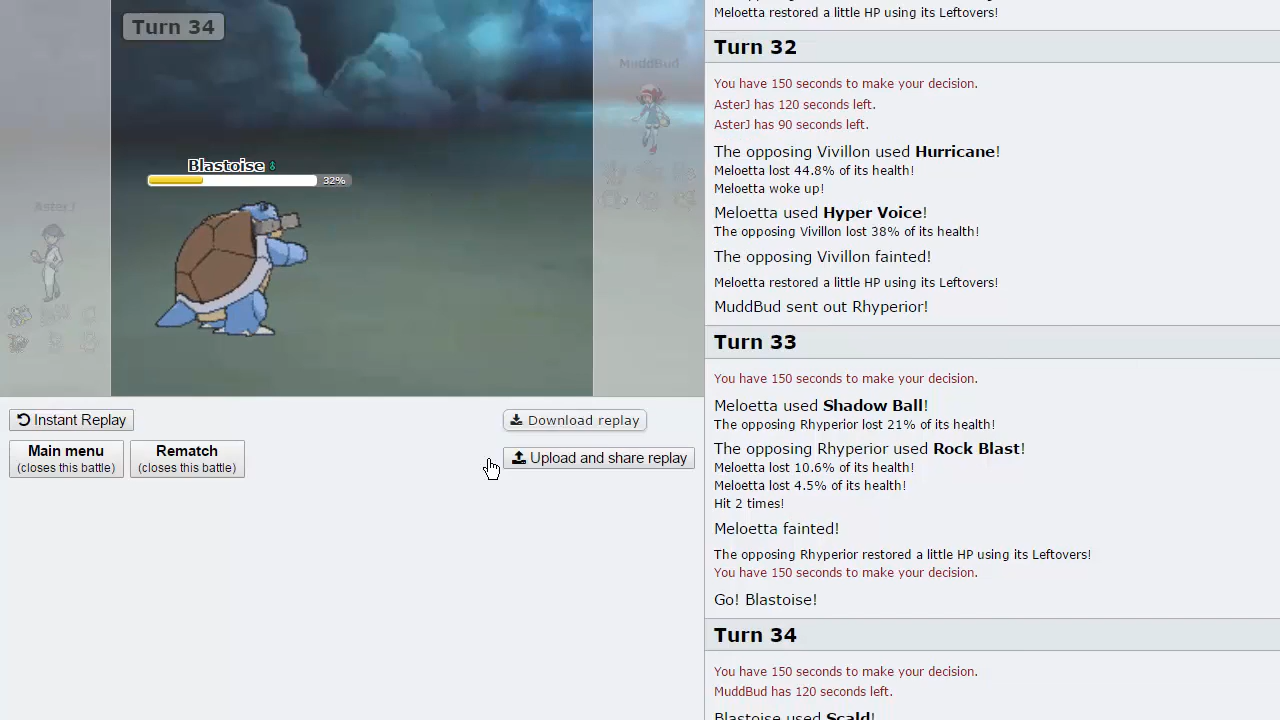 Turn 34
MuddBud
Blastoise
32%
AsterJ
Instant Replay
Download replay
Main menu
(closes this battle)
Rematch
(closes this battle)
Upload and share replay
Meloetta restored a little HP using its Leftovers!
Turn 32
You have 150 seconds to make your decision.
AsterJ has 120 seconds left.
AsterJ has 90 seconds left.
The opposing Vivillon used Hurricane!
Meloetta lost 44.8% of its health!
Meloetta woke up!
Meloetta used Hyper Voice!
The opposing Vivillon lost 38% of its health!
The opposing Vivillon fainted!
Meloetta restored a little HP using its Leftovers!
MuddBud sent out Rhyperior!
Turn 33
You have 150 seconds to make your decision.
Meloetta used Shadow Ball!
The opposing Rhyperior lost 21% of its health!
The opposing Rhyperior used Rock Blast!
Meloetta lost 10.6% of its health!
Meloetta lost 4.5% of its health!
Hit 2 times!
Meloetta fainted!
The opposing Rhyperior restored a little HP using its Leftovers!
You have 150 seconds to make your decision.
Go! Blastoise!
Turn 34
You have 150 seconds to make your decision.
MuddBud has 120 seconds left.
Blastoise used Scald!